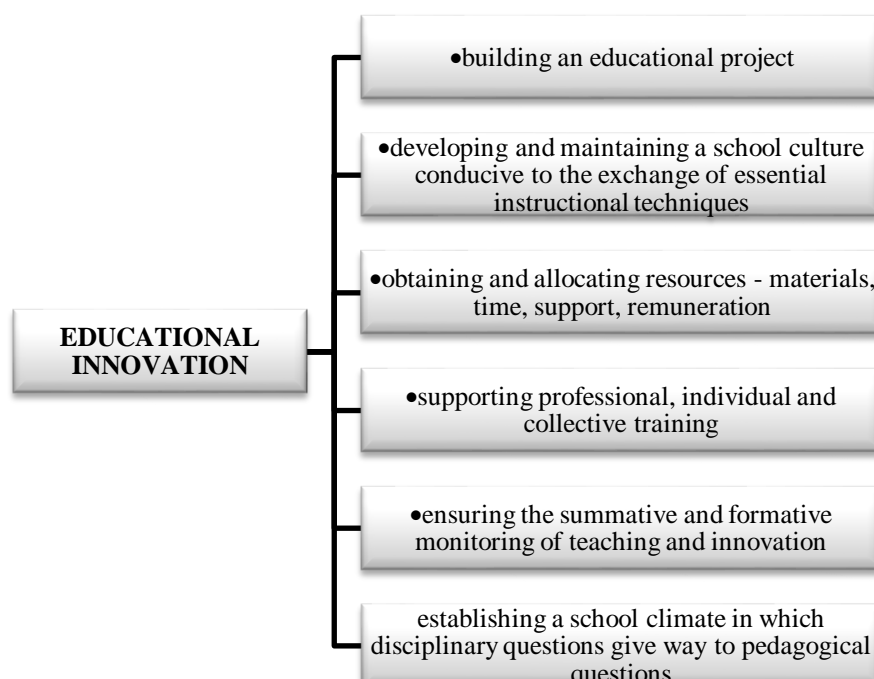 •building an educational project
•developing and maintaining a school culture
conducive to the exchange of essential
instructional techniques
•obtaining and allocating resources - materials,
time, support, remuneration
EDUCATIONAL
INNOVATION
•supporting professional, individual and
collective training
•ensuring the summative and formative
monitoring of teaching and innovation
establishing a school climate in which
disciplinary questions give way to pedagogical
questions